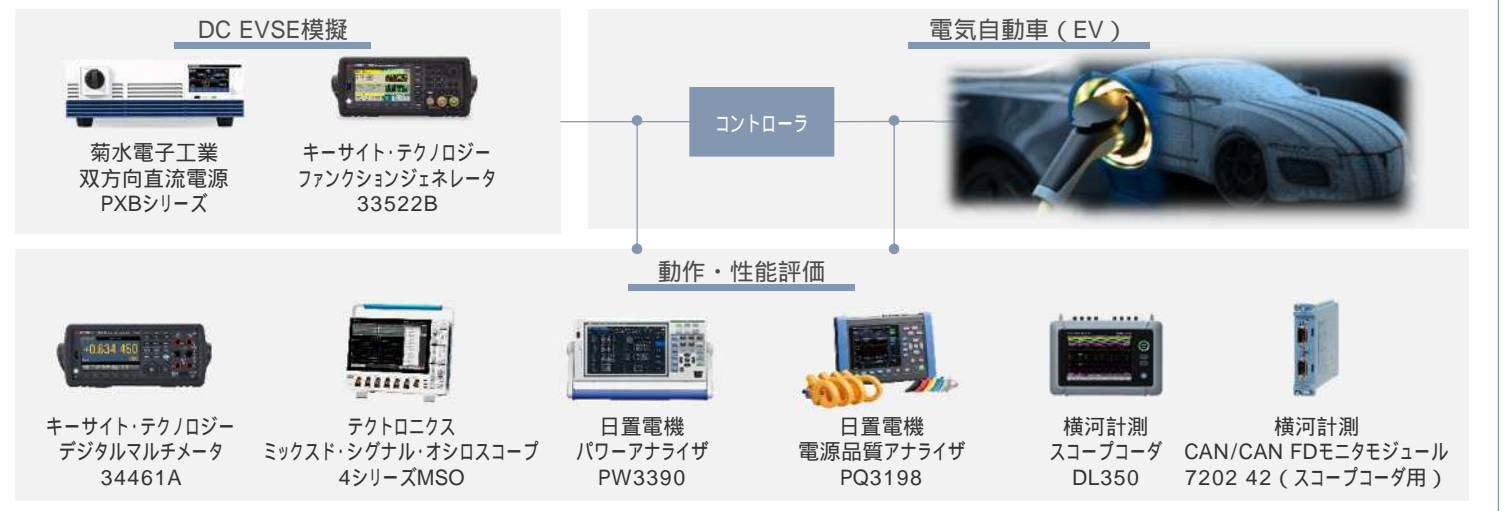 DC EVSE模擬
電気自動車(EV)
コントローラ
菊水電子工業
双方向直流電源
PXBシリーズ
キーサイト・テクノロジー
ファンクションジェネレータ
33522B
動作・性能評価
+0.634 450
キーサイト・テクノロジー
デジタルマルチメータ
34461A
テクトロニクス
ミックスド・シグナル・オシロスコープ
4シリーズMSO
日置電機
パワーアナライザ
PW3390
日置電機
電源品質アナライザ
PQ3198
横河計測
スコープコーダ
DL350
横河計測
CAN/CAN FDモニタモジュール
7202 42(スコープコーダ用)